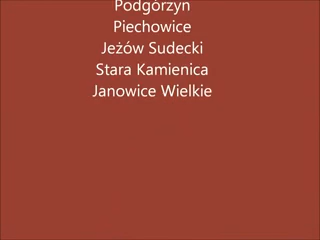 Podgórzyn
Piechowice
Jeżów Sudecki
Stara Kamienica
Janowice Wielkie